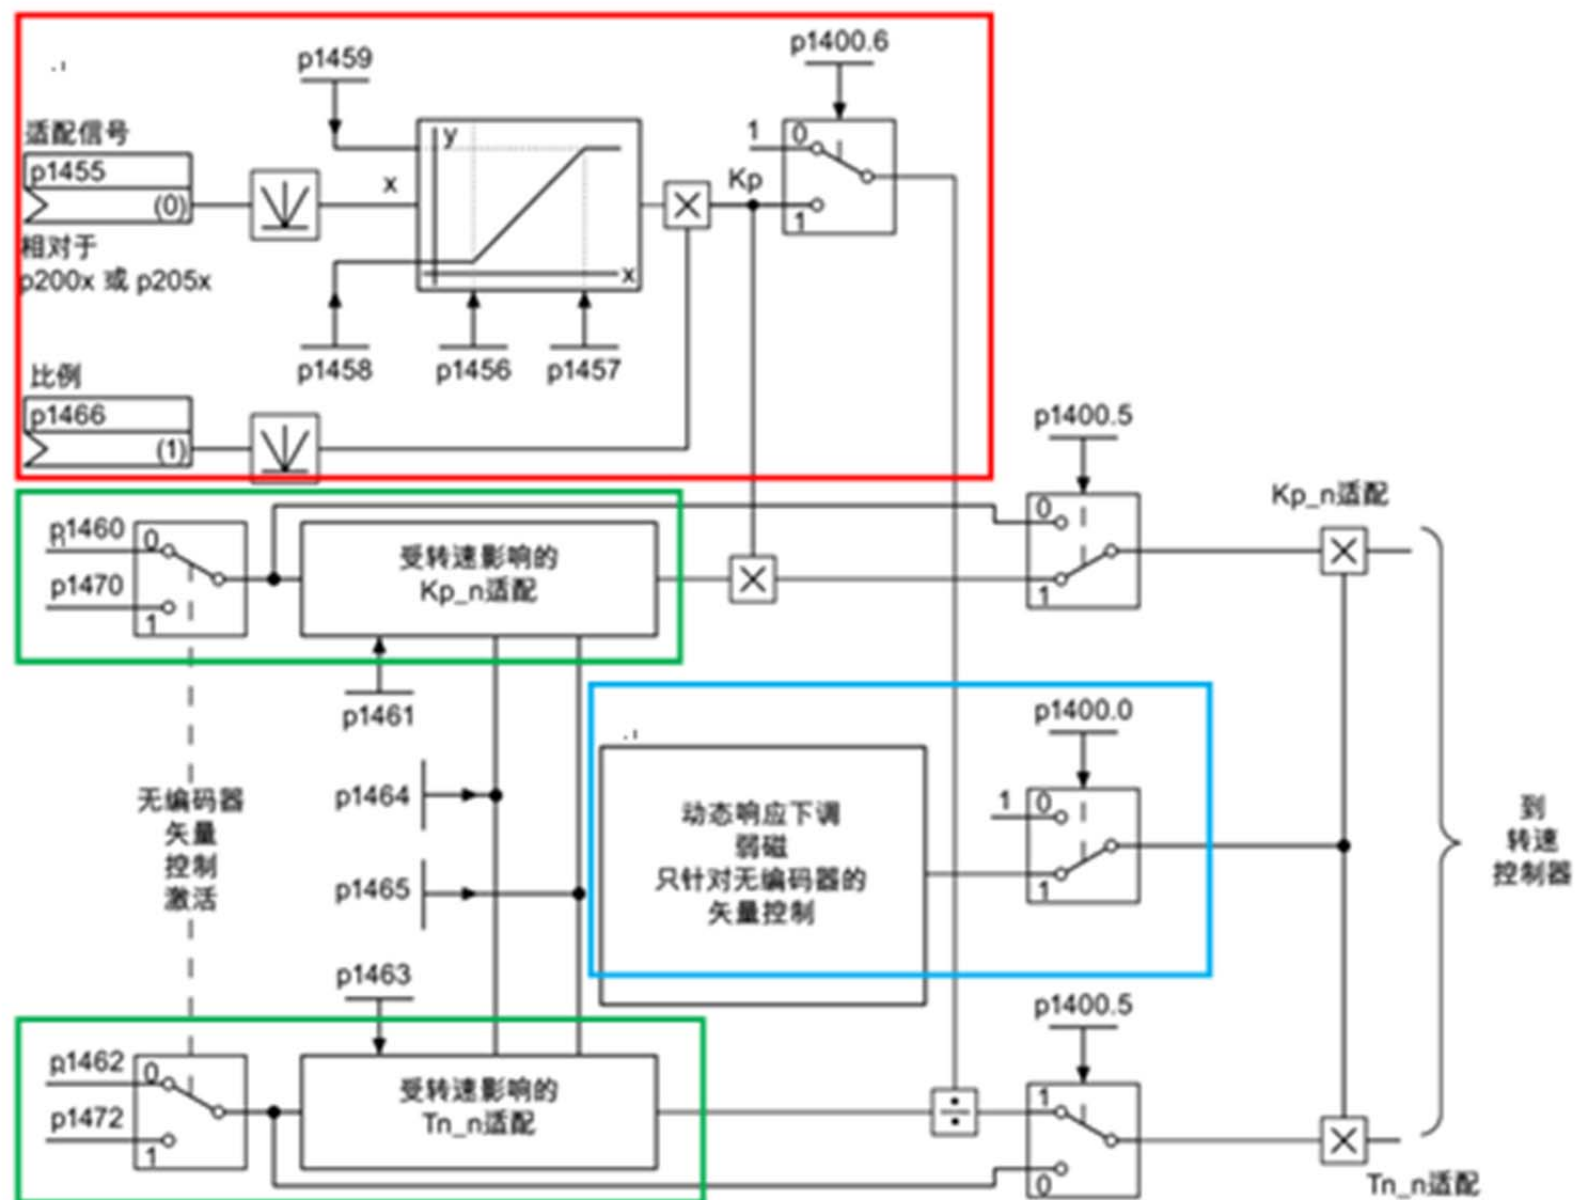 p1459
p1400.6
适配信号
p1455
(0)
相对于
p200x 或 p205x
x
y
x
Kp
1
0
1
p1458
p1456
p1457
比例
p1466
(1)
p1400.5
0
1
Kp_n适配
p1460
p1470
0
1
受转速影响的
Kp_n适配
p1461
p1464
p1465
p1463
无编码器
矢量
控制
激活
动态响应下调
弱磁
只针对无编码器的
矢量控制
p1400.0
1
0
1
到
转速
控制器
p1462
p1472
0
1
受转速影响的
Tn_n适配
p1400.5
1
0
Tn_n适配